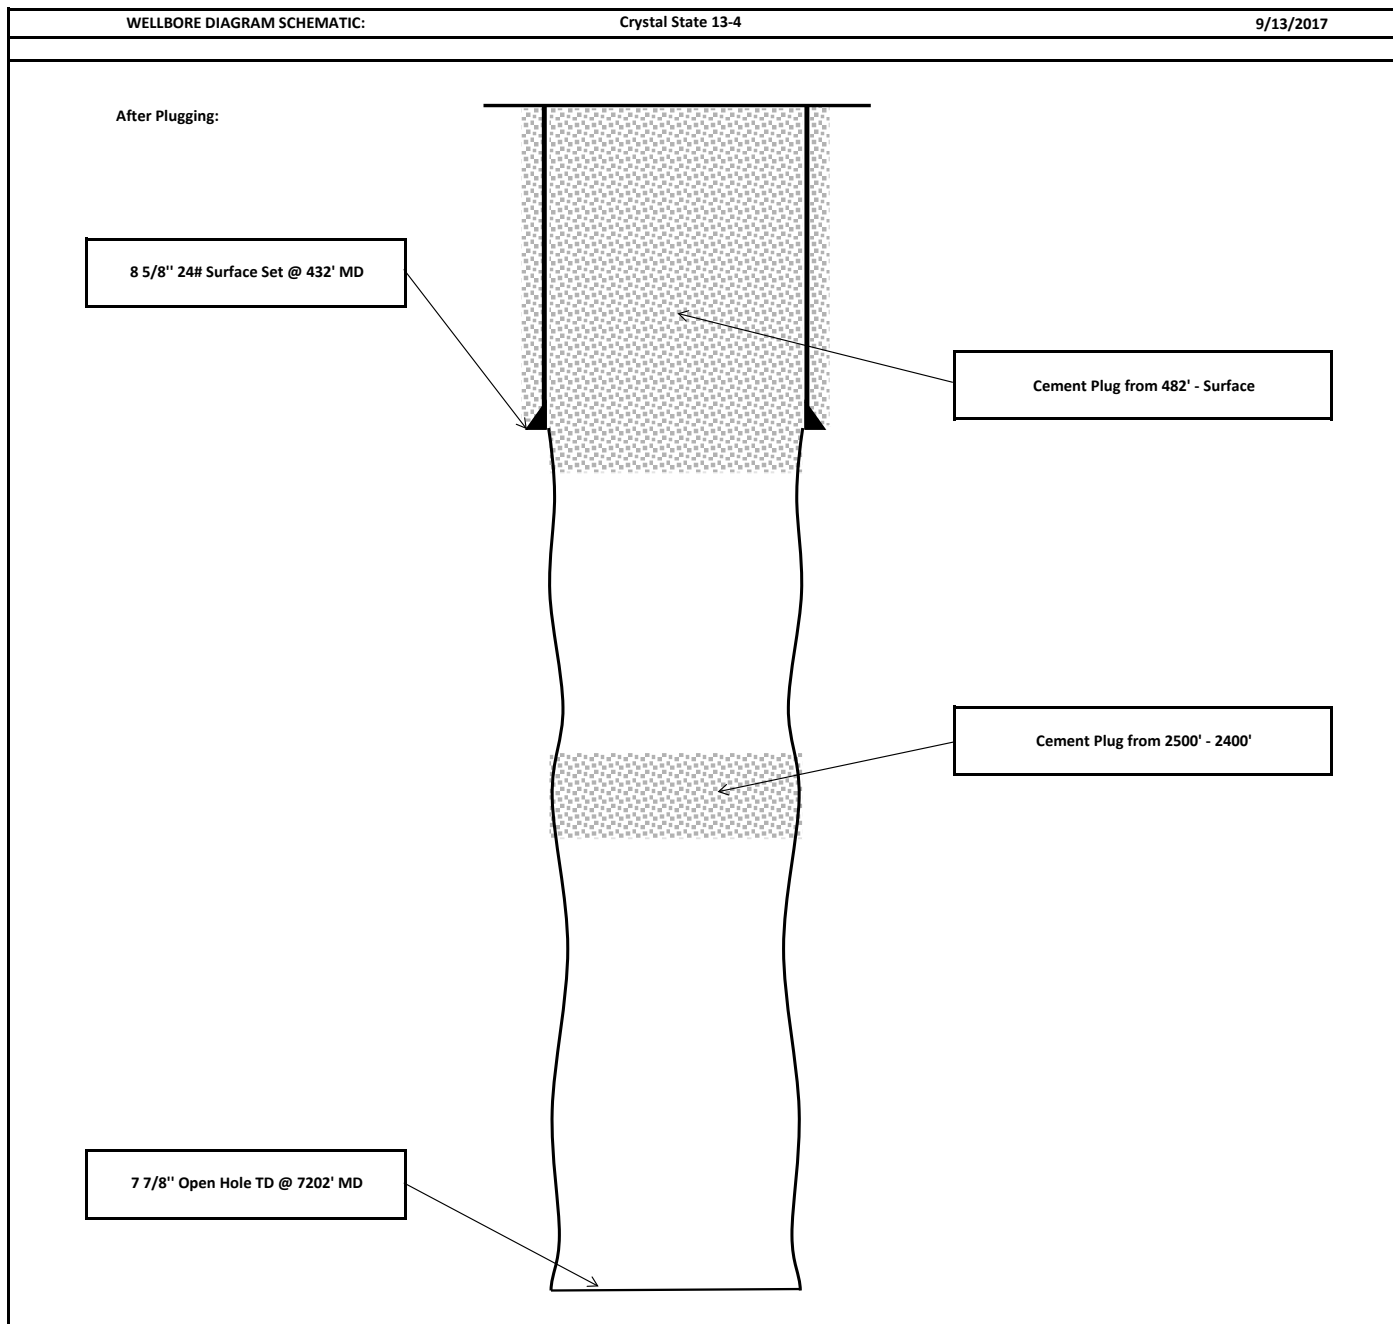 WELLBORE DIAGRAM SCHEMATIC: Crystal State 13-4 9/13/2017
After Plugging:
8 5/8'' 24# Surface Set @ 432' MD
Cement Plug from 482' - Surface
Cement Plug from 2500' - 2400'
7 7/8'' Open Hole TD @ 7202' MD